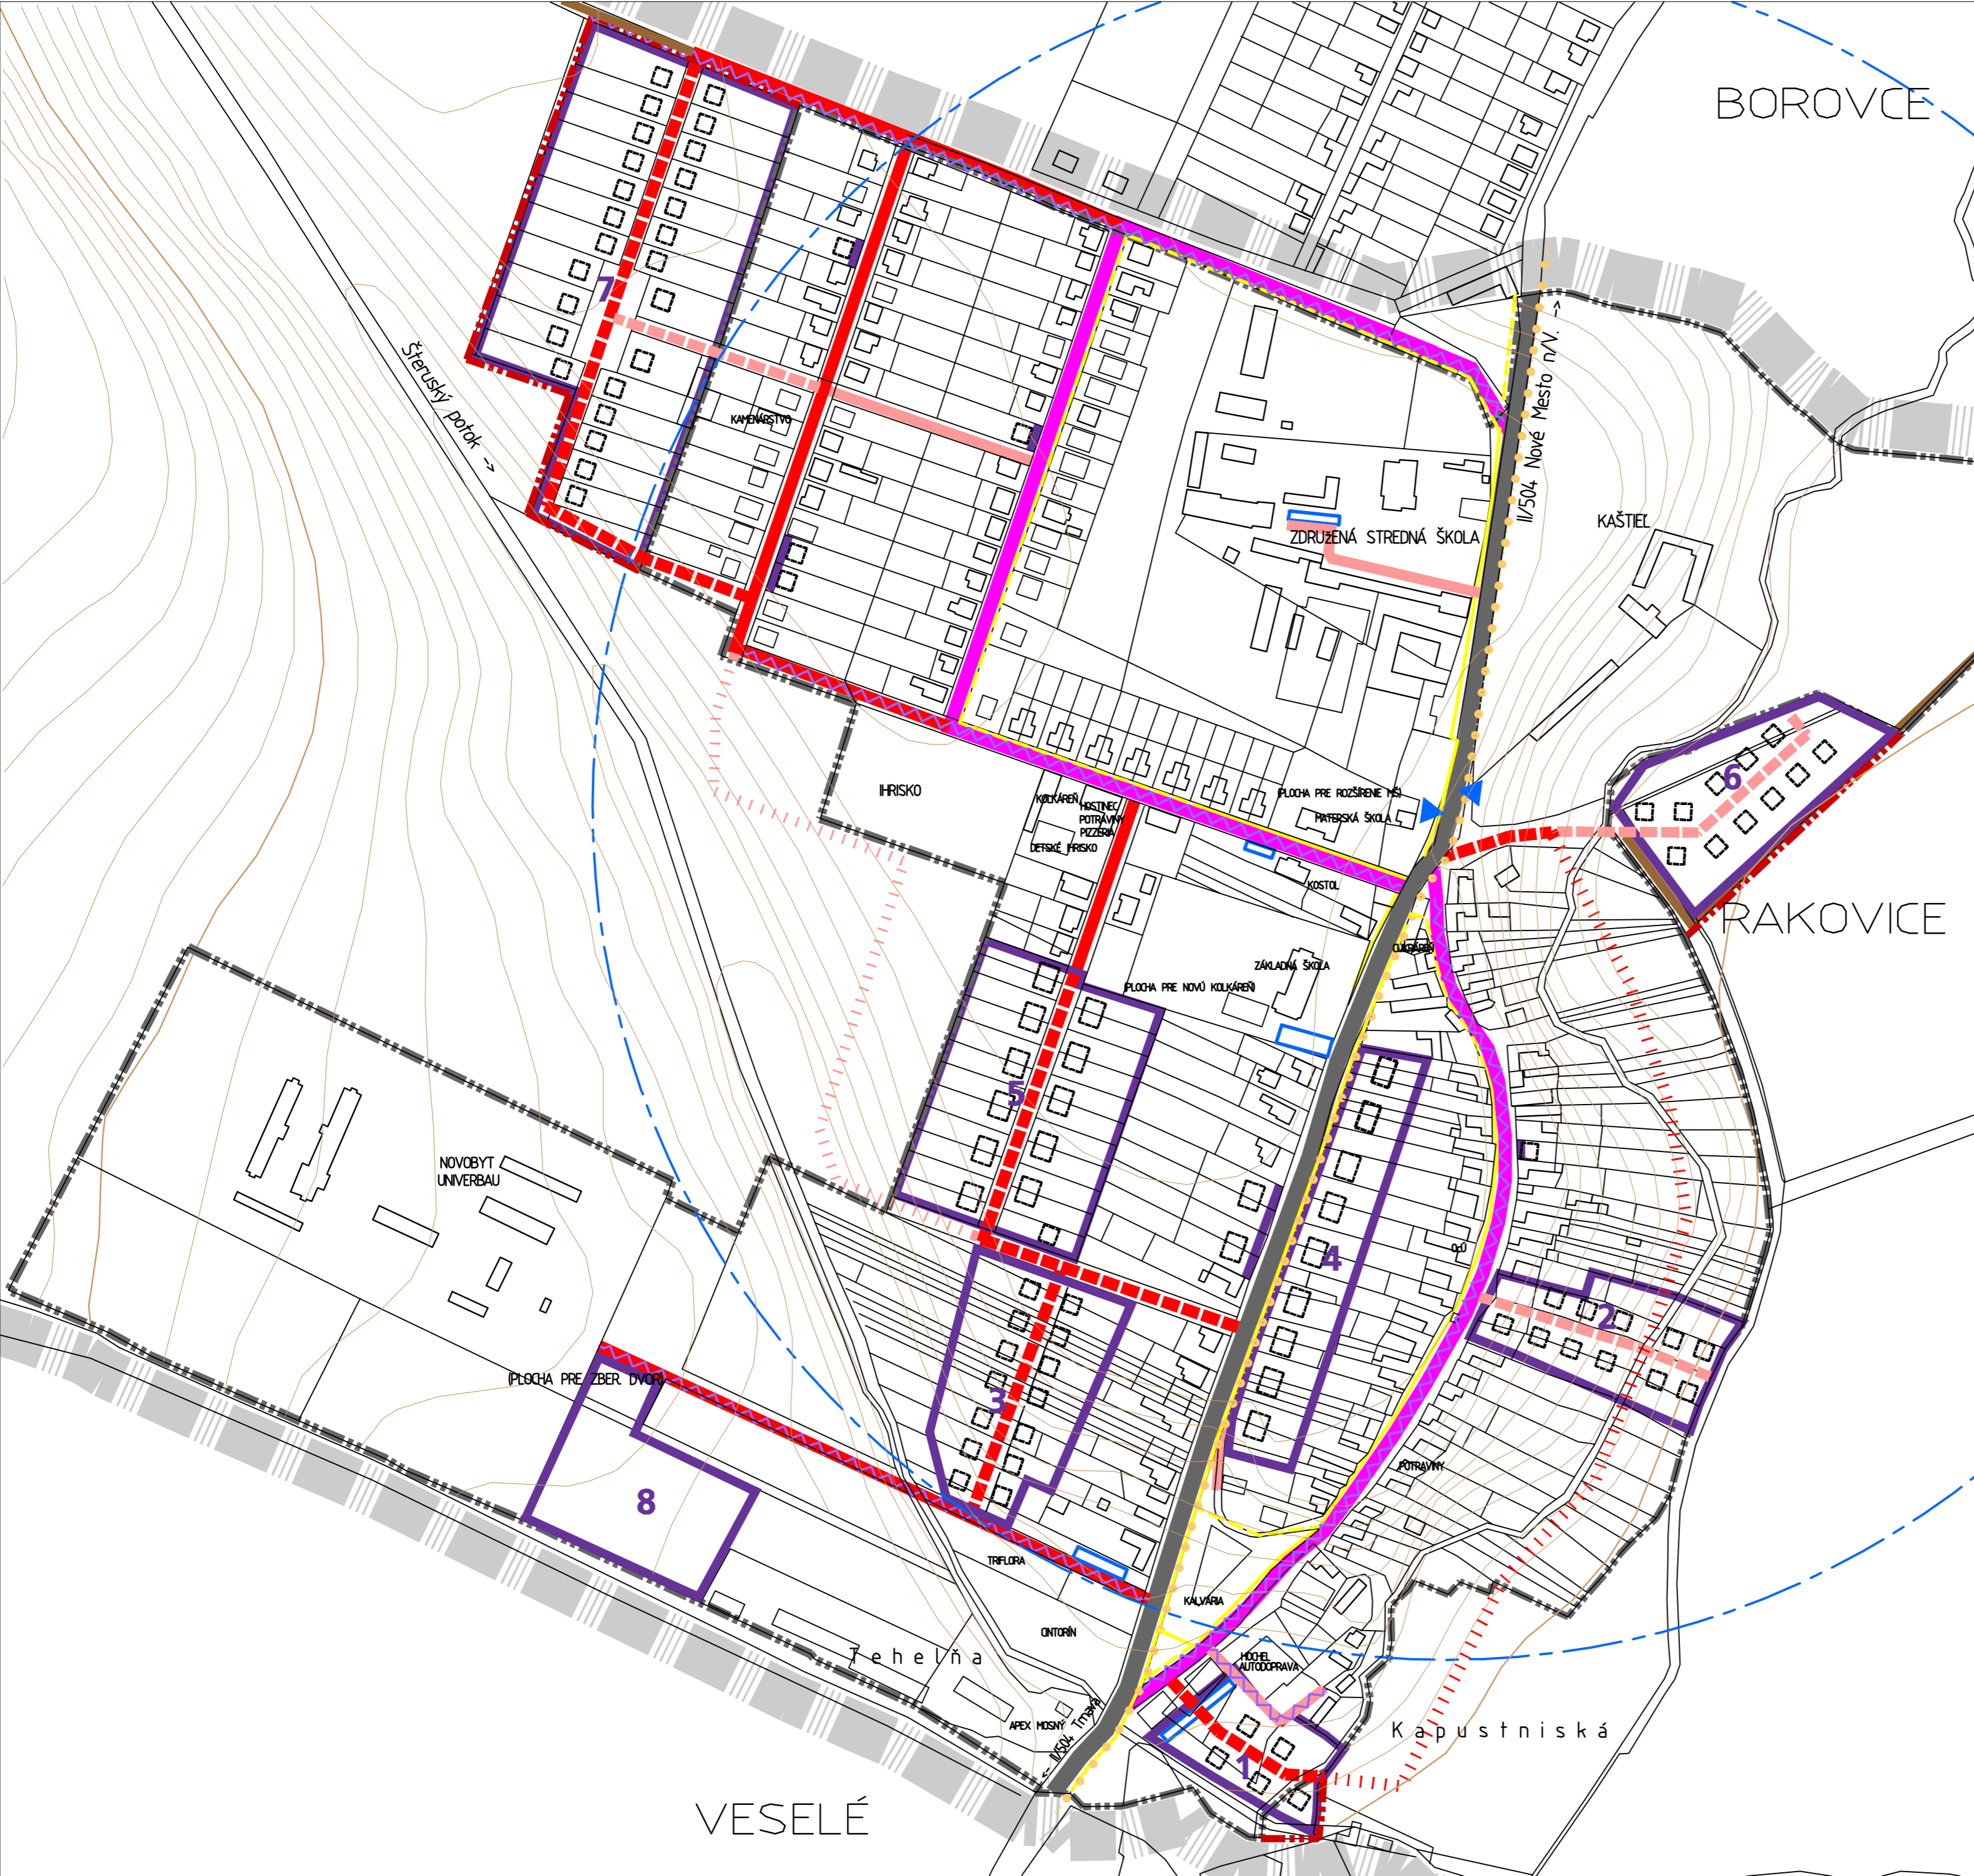 BOROVCE
7
Šteruský potok ->
KAMENÁRSTVO
II/504 Nové Mesto n/V. ->
KAŠTIEĽ
ZDRUžENÁ STREDNÁ ŠKOLA
6
IHRISKO
KOLKÁREŇ
HOSTINEC
POTRAVINY
PIZZERIA
DETSKÉ IHRISKO
(PLOCHA PRE ROZŠÍRENIE MŠ)
MATERSKÁ ŠKOLA
KOSTOL
RAKOVICE
CUKRÁREŇ
ZÁKLADNÁ ŠKOLA
(PLOCHA PRE NOVÚ KOLKÁREŇ)
5
NOVOBYT
UNIVERBAU
4
OcÚ
2
(PLOCHA PRE ZBER. DVOR)
3
POTRAVINY
8
TRIFLORA
KALVÁRIA
CINTORÍN
Tehelňa
HOCHEL
AUTODOPRAVA
APEX MOSNÝ
<- II/504 Trnava
Kapustniská
1
VESELÉ